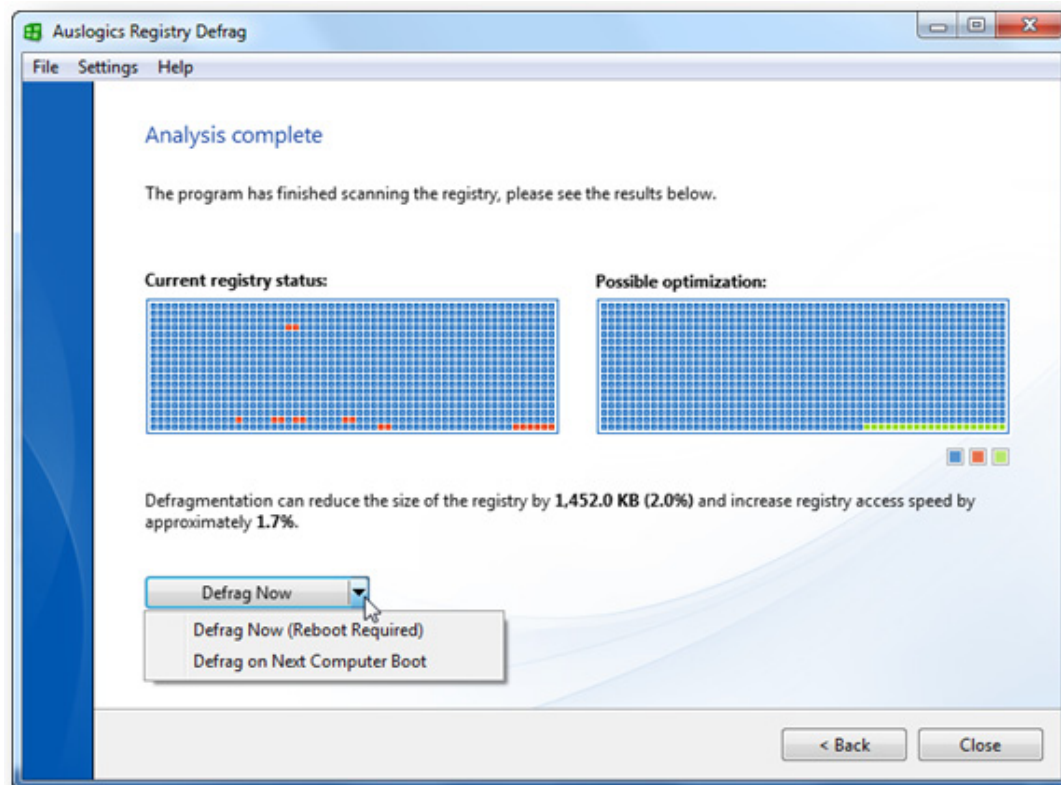 Auslogics Registry Defrag
File Settings Help
Analysis complete
The program has finished scanning the registry, please see the results below.
Current registry status:
Possible optimization:
Defragmentation can reduce the size of the registry by 1,452.0 KB (2.0%) and increase registry access speed by
approximately 1.7%.
Defrag Now
Defrag Now (Reboot Required)
Defrag on Next Computer Boot
< Back
Close